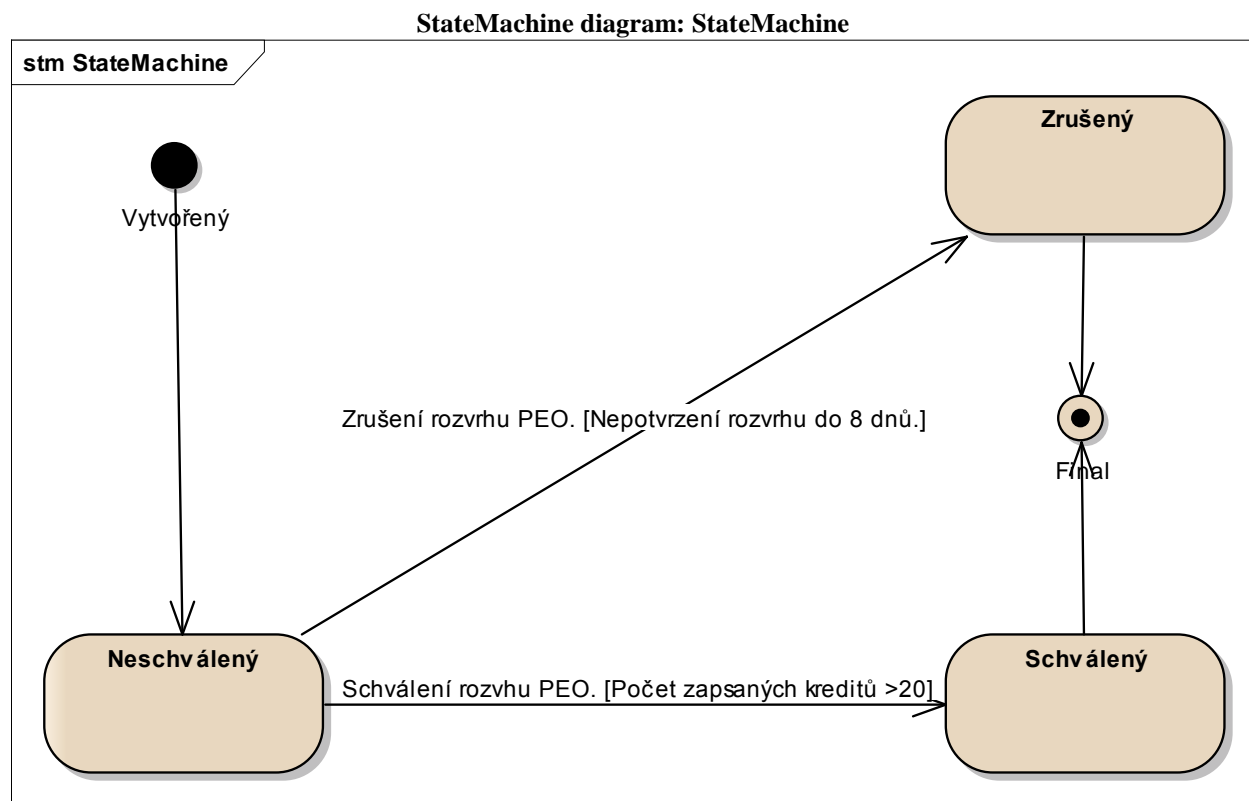 StateMachine diagram: StateMachine
stm StateMachine
Zrušený
Vytvořený
Zrušení rozvrhu PEO. [Nepotvrzení rozvrhu do 8 dnů.]
Final
Neschválený
Schválený
Schválení rozvhu PEO. [Počet zapsaných kreditů >20]